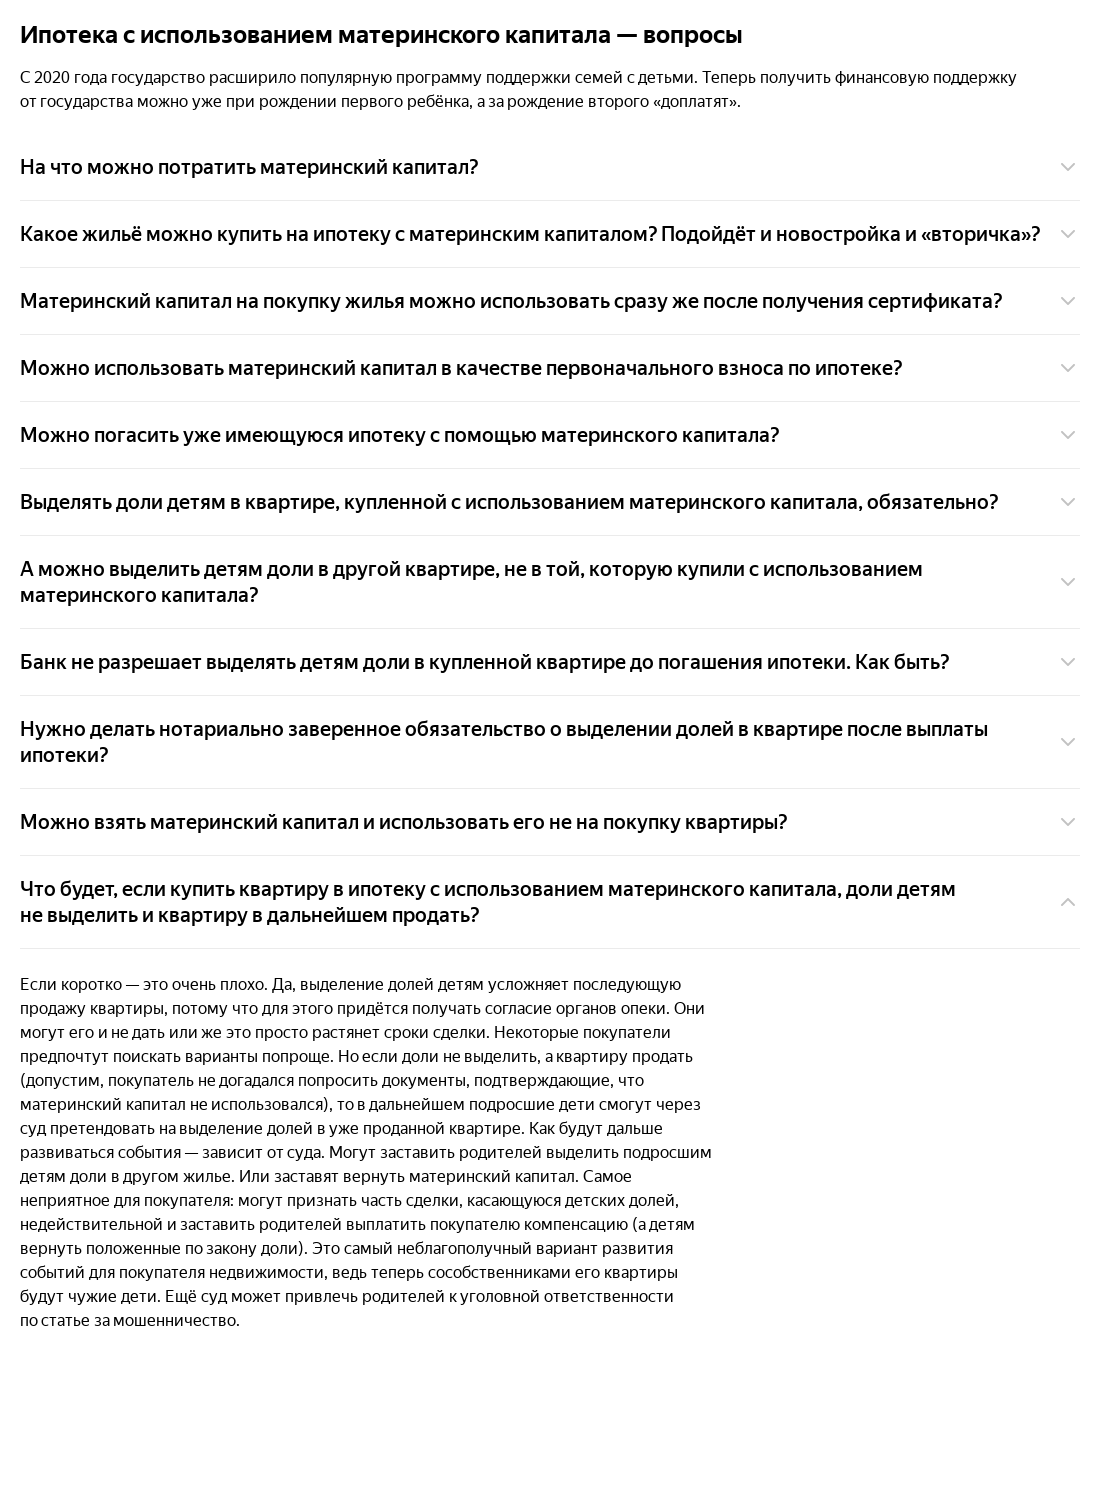 Ипотека с использованием материнского капитала — вопросы
С 2020 года государство расширило популярную программу поддержки семей с детьми. Теперь получить финансовую поддержку
от государства можно уже при рождении первого ребёнка, а за рождение второго «доплатят».
На что можно потратить материнский капитал?
Какое жильё можно купить на ипотеку с материнским капиталом? Подойдёт и новостройка и «вторичка»?
Материнский капитал на покупку жилья можно использовать сразу же после получения сертификата?
Можно использовать материнский капитал в качестве первоначального взноса по ипотеке?
Можно погасить уже имеющуюся ипотеку с помощью материнского капитала?
Выделять доли детям в квартире, купленной с использованием материнского капитала, обязательно?
А можно выделить детям доли в другой квартире, не в той, которую купили с использованием
материнского капитала?
Банк не разрешает выделять детям доли в купленной квартире до погашения ипотеки. Как быть?
Нужно делать нотариально заверенное обязательство о выделении долей в квартире после выплаты
ипотеки?
Можно взять материнский капитал и использовать его не на покупку квартиры?
Что будет, если купить квартиру в ипотеку с использованием материнского капитала, доли детям
не выделить и квартиру в дальнейшем продать?
Если коротко — это очень плохо. Да, выделение долей детям усложняет последующую
продажу квартиры, потому что для этого придётся получать согласие органов опеки. Они
могут его и не дать или же это просто растянет сроки сделки. Некоторые покупатели
предпочтут поискать варианты попроще. Но если доли не выделить, а квартиру продать
(допустим, покупатель не догадался попросить документы, подтверждающие, что
материнский капитал не использовался), то в дальнейшем подросшие дети смогут через
суд претендовать на выделение долей в уже проданной квартире. Как будут дальше
развиваться события — зависит от суда. Могут заставить родителей выделить подросшим
детям доли в другом жилье. Или заставят вернуть материнский капитал. Самое
неприятное для покупателя: могут признать часть сделки, касающуюся детских долей,
недействительной и заставить родителей выплатить покупателю компенсацию (а детям
вернуть положенные по закону доли). Это самый неблагополучный вариант развития
событий для покупателя недвижимости, ведь теперь сособственниками его квартиры
будут чужие дети. Ещё суд может привлечь родителей к уголовной ответственности
по статье за мошенничество.